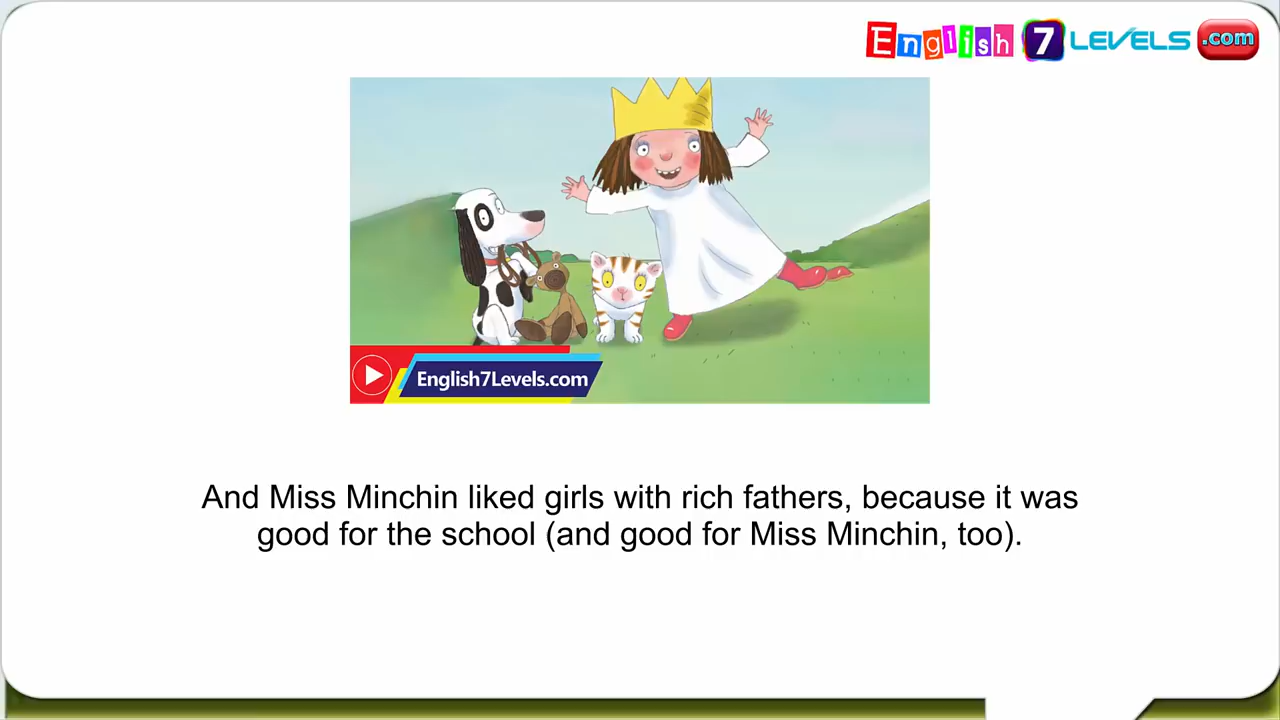 English 7 LEVELS .com
English7Levels.com
And Miss Minchin liked girls with rich fathers, because it was
good for the school (and good for Miss Minchin, too).